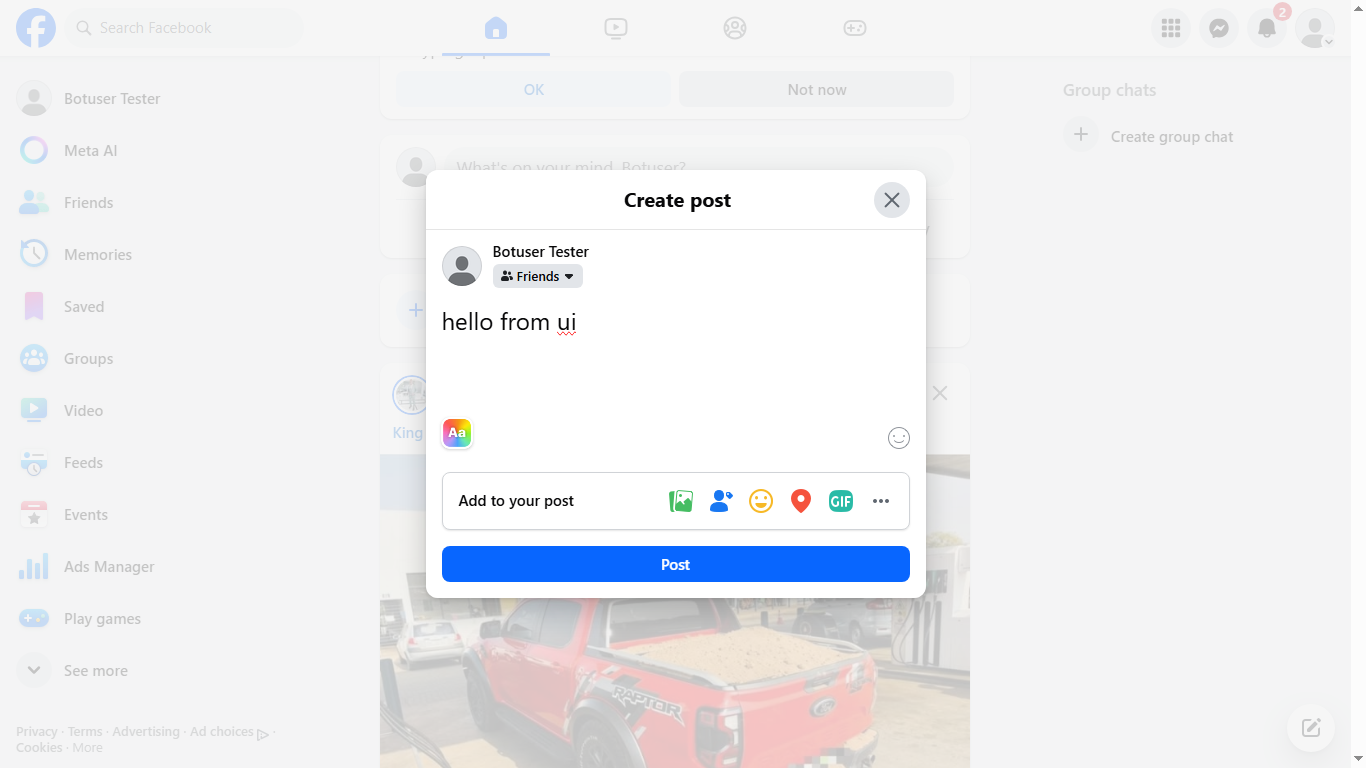 Search Facebook
2
Botuser Tester
Meta AI
Friends
Memories
Saved
Groups
Video
Feeds
Events
Ads Manager
Play games
See more
Privacy · Terms · Advertising · Ad choices ·
Cookies · More
OK
Not now
What's on your mind, Botuser?
Create post
Botuser Tester
Friends
hello from ui
Aa
Add to your post
GIF
Post
King
RAPTOR
Group chats
Create group chat